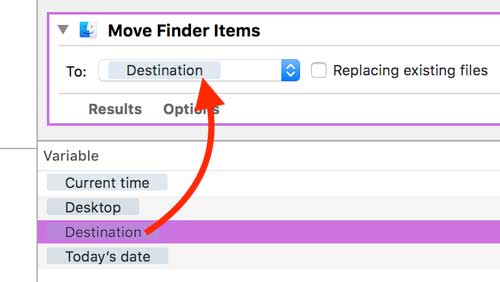 Move Finder Items
To: Destination Replacing existing files
Results Options
Variable
Current time
Desktop
Destination
Today's date